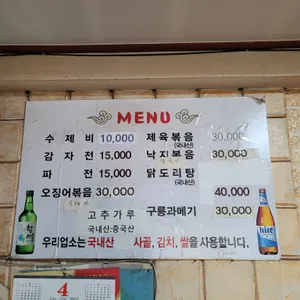 MENU
수제비 10,000 제육볶음 30,000
(국내산)
감자전 15,000 낙지볶음 30,000
파전 15,000 닭도리탕
(국내산)
오징어볶음 30,000 40,000
고추가루 구룡과메기 30,000
국내산:중국산
우리업소는 국내산 사골, 김치, 쌀을 사용합니다.
4